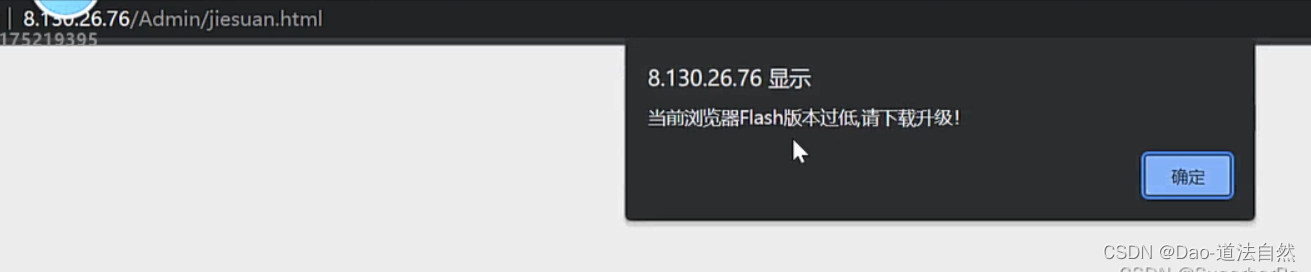 8.130.26.76/Admin/jiesuan.html
175219395
8.130.26.76 显示
当前浏览器Flash版本过低,请下载升级!
确定
CSDN @Dao-道法自然